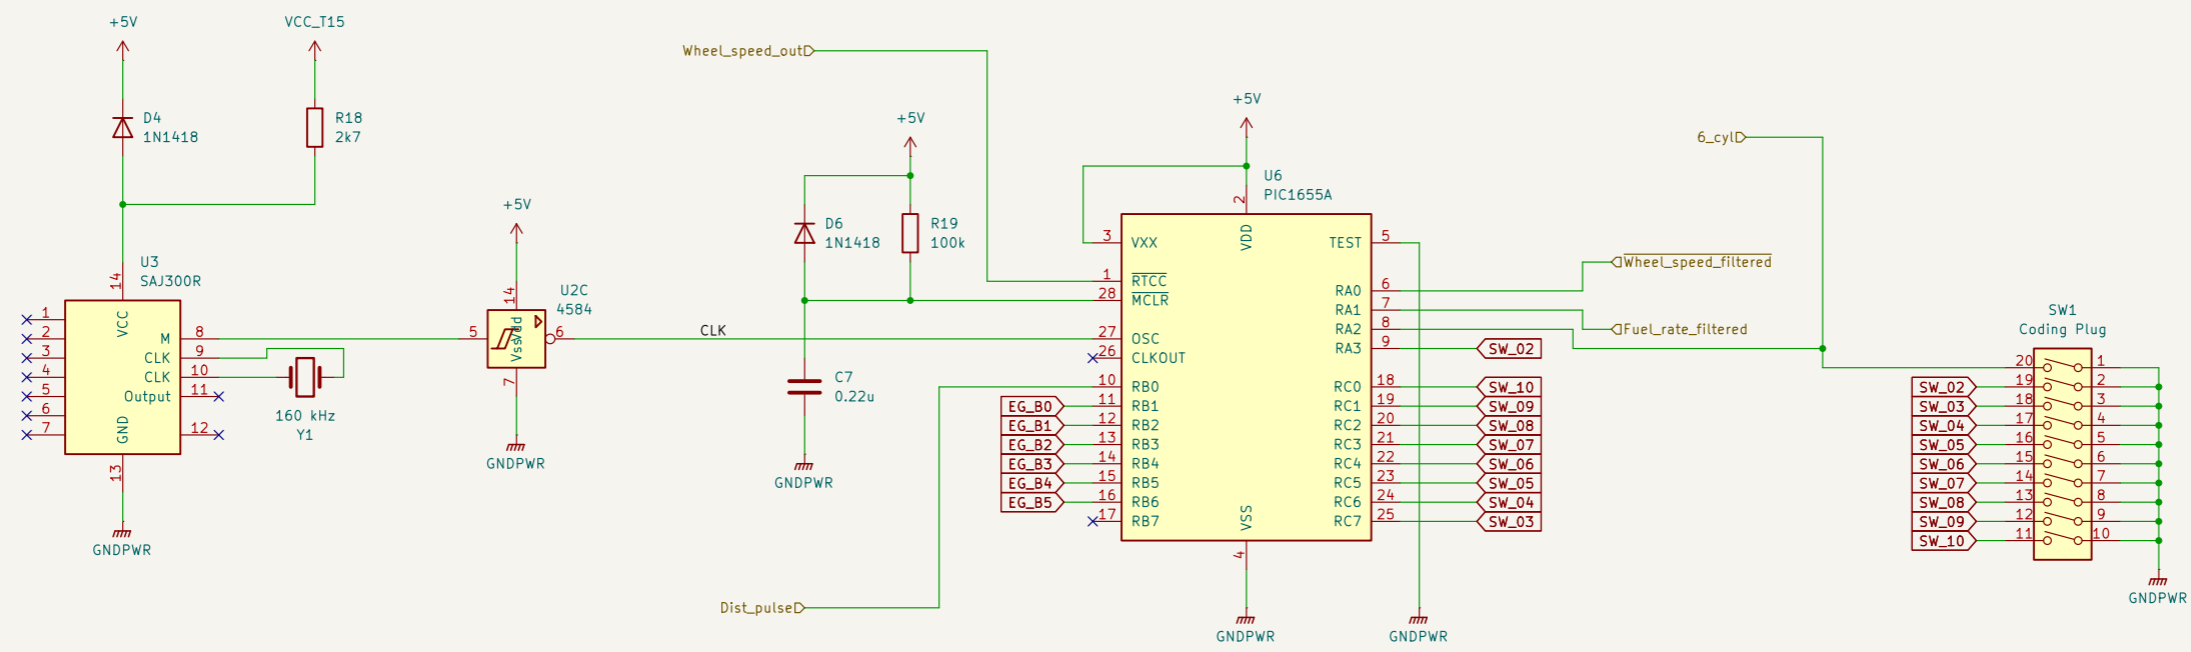 +5V
VCC_T15
D4
1N1418
R18
2k7
U3
SAJ300R
14
VCC
1
2
3
4
5
6
7
M 8
CLK 9
CLK 10
Output 11
12
GND
13
GNDPWR
160 kHz
Y1
+5V
U2C
4584
14
Vdd
Vss
5
6
7
GNDPWR
CLK
Wheel_speed_out
+5V
D6
1N1418
R19
100k
C7
0.22u
GNDPWR
Dist_pulse
+5V
U6
PIC1655A
2
VDD
3 VXX
1 RTCC
28 MCLR
27 OSC
26 CLKOUT
10 RB0
EG_B0 11 RB1
EG_B1 12 RB2
EG_B2 13 RB3
EG_B3 14 RB4
EG_B4 15 RB5
EG_B5 16 RB6
17 RB7
VSS
4
GNDPWR
TEST 5
RA0 6
RA1 7
RA2 8
RA3 9 SW_02
RC0 18 SW_10
RC1 19 SW_09
RC2 20 SW_08
RC3 21 SW_07
RC4 22 SW_06
RC5 23 SW_05
RC6 24 SW_04
RC7 25 SW_03
GNDPWR
6_cyl
Wheel_speed_filtered
Fuel_rate_filtered
SW1
Coding Plug
20 1
SW_02 19 2
SW_03 18 3
SW_04 17 4
SW_05 16 5
SW_06 15 6
SW_07 14 7
SW_08 13 8
SW_09 12 9
SW_10 11 10
GNDPWR